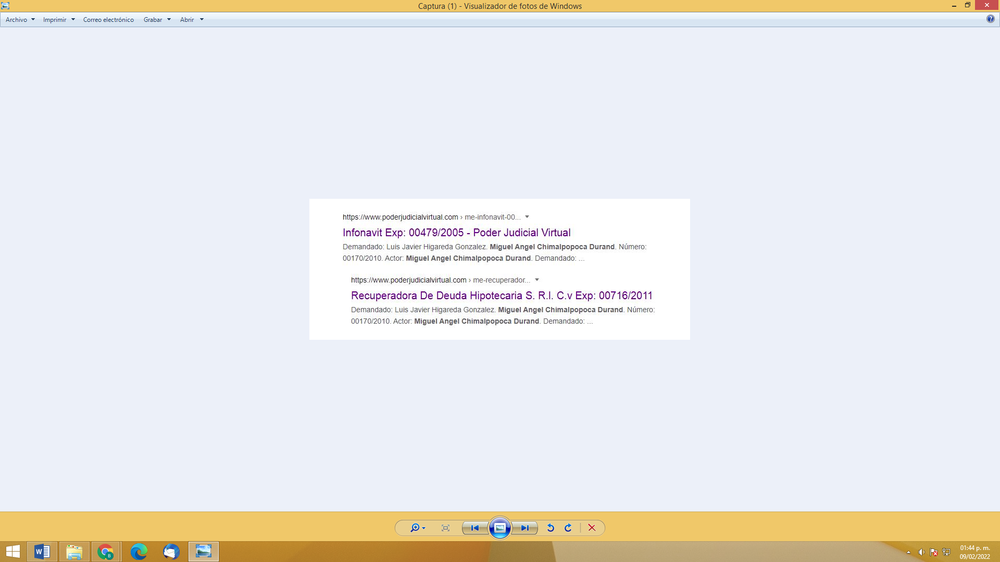 Captura (1) - Visualizador de fotos de Windows
Archivo Imprimir Correo electrónico Grabar Abrir
https://www.poderjudicialvirtual.com › me-infonavit-00...
Infonavit Exp: 00479/2005 - Poder Judicial Virtual
Demandado: Luis Javier Higareda Gonzalez. Miguel Angel Chimalpopoca Durand. Número:
00170/2010. Actor: Miguel Angel Chimalpopoca Durand. Demandado: ...
https://www.poderjudicialvirtual.com › me-recuperador...
Recuperadora De Deuda Hipotecaria S. R.l. C.v Exp: 00716/2011
Demandado: Luis Javier Higareda Gonzalez. Miguel Angel Chimalpopoca Durand. Número:
00170/2010. Actor: Miguel Angel Chimalpopoca Durand. Demandado: ...
01:44 p. m.
09/02/2022